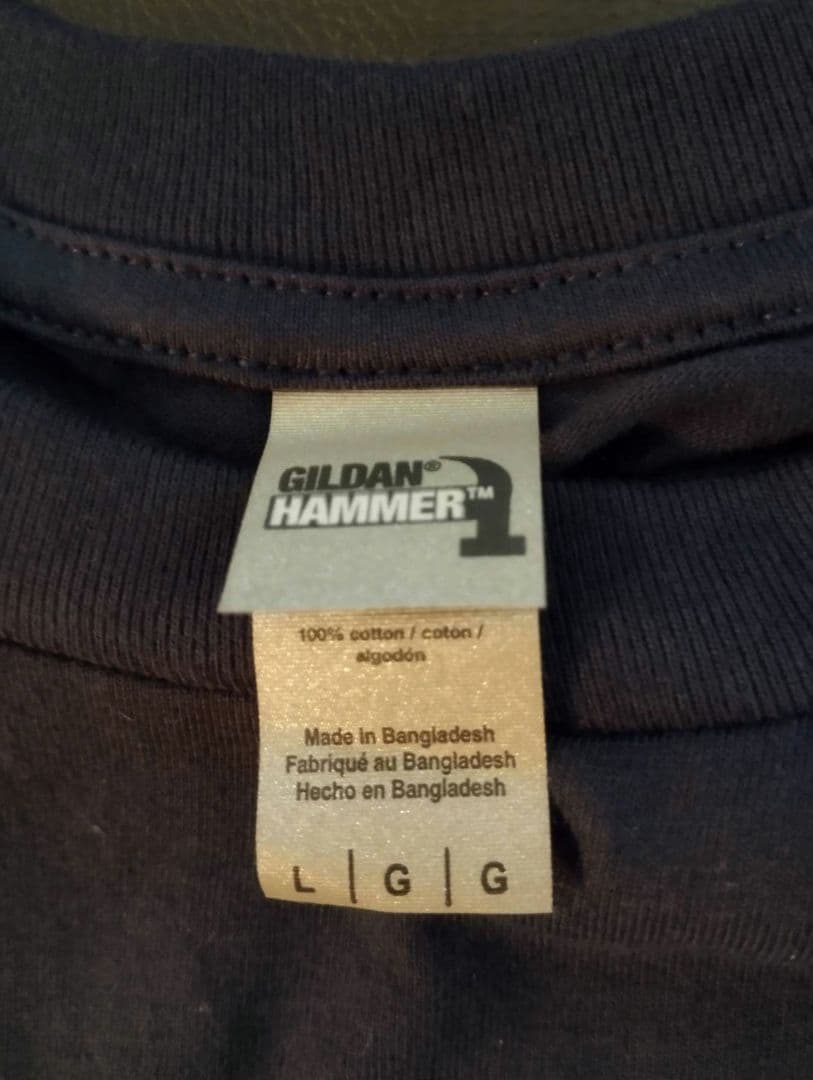 GILDAN®
HAMMER™
100% cotton / coton /
algodón
Made in Bangladesh
Fabriqué au Bangladesh
Hecho en Bangladesh
L | G | G